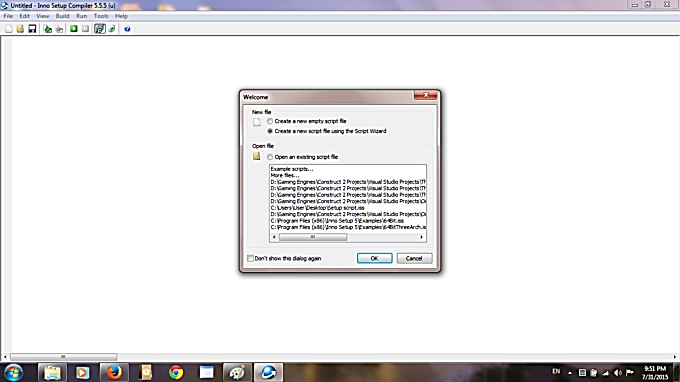 Untitled - Inno Setup Compiler 5.5.5 (u)
File Edit View Build Run Tools Help
Welcome
New file
Create a new empty script file
Create a new script file using the Script Wizard
Open file
Open an existing script file
Example scripts...
More files...
D:\Gaming Engines\Construct 2 Projects\Visual Studio Projects\
D:\Gaming Engines\Construct 2 Projects\Visual Studio Projects\
D:\Gaming Engines\Construct 2 Projects\Visual Studio Projects\
D:\Gaming Engines\Construct 2 Projects\Visual Studio Projects\
C:\Users\User\Desktop\Setup script.iss
D:\Gaming Engines\Construct 2 Projects\Visual Studio Projects\
C:\Program Files (x86)\Inno Setup 5\Examples\64Bit.iss
C:\Program Files (x86)\Inno Setup 5\Examples\64BitThreeArch.is
Don't show this dialog again
OK
Cancel
EN
9:51 PM
7/31/2015